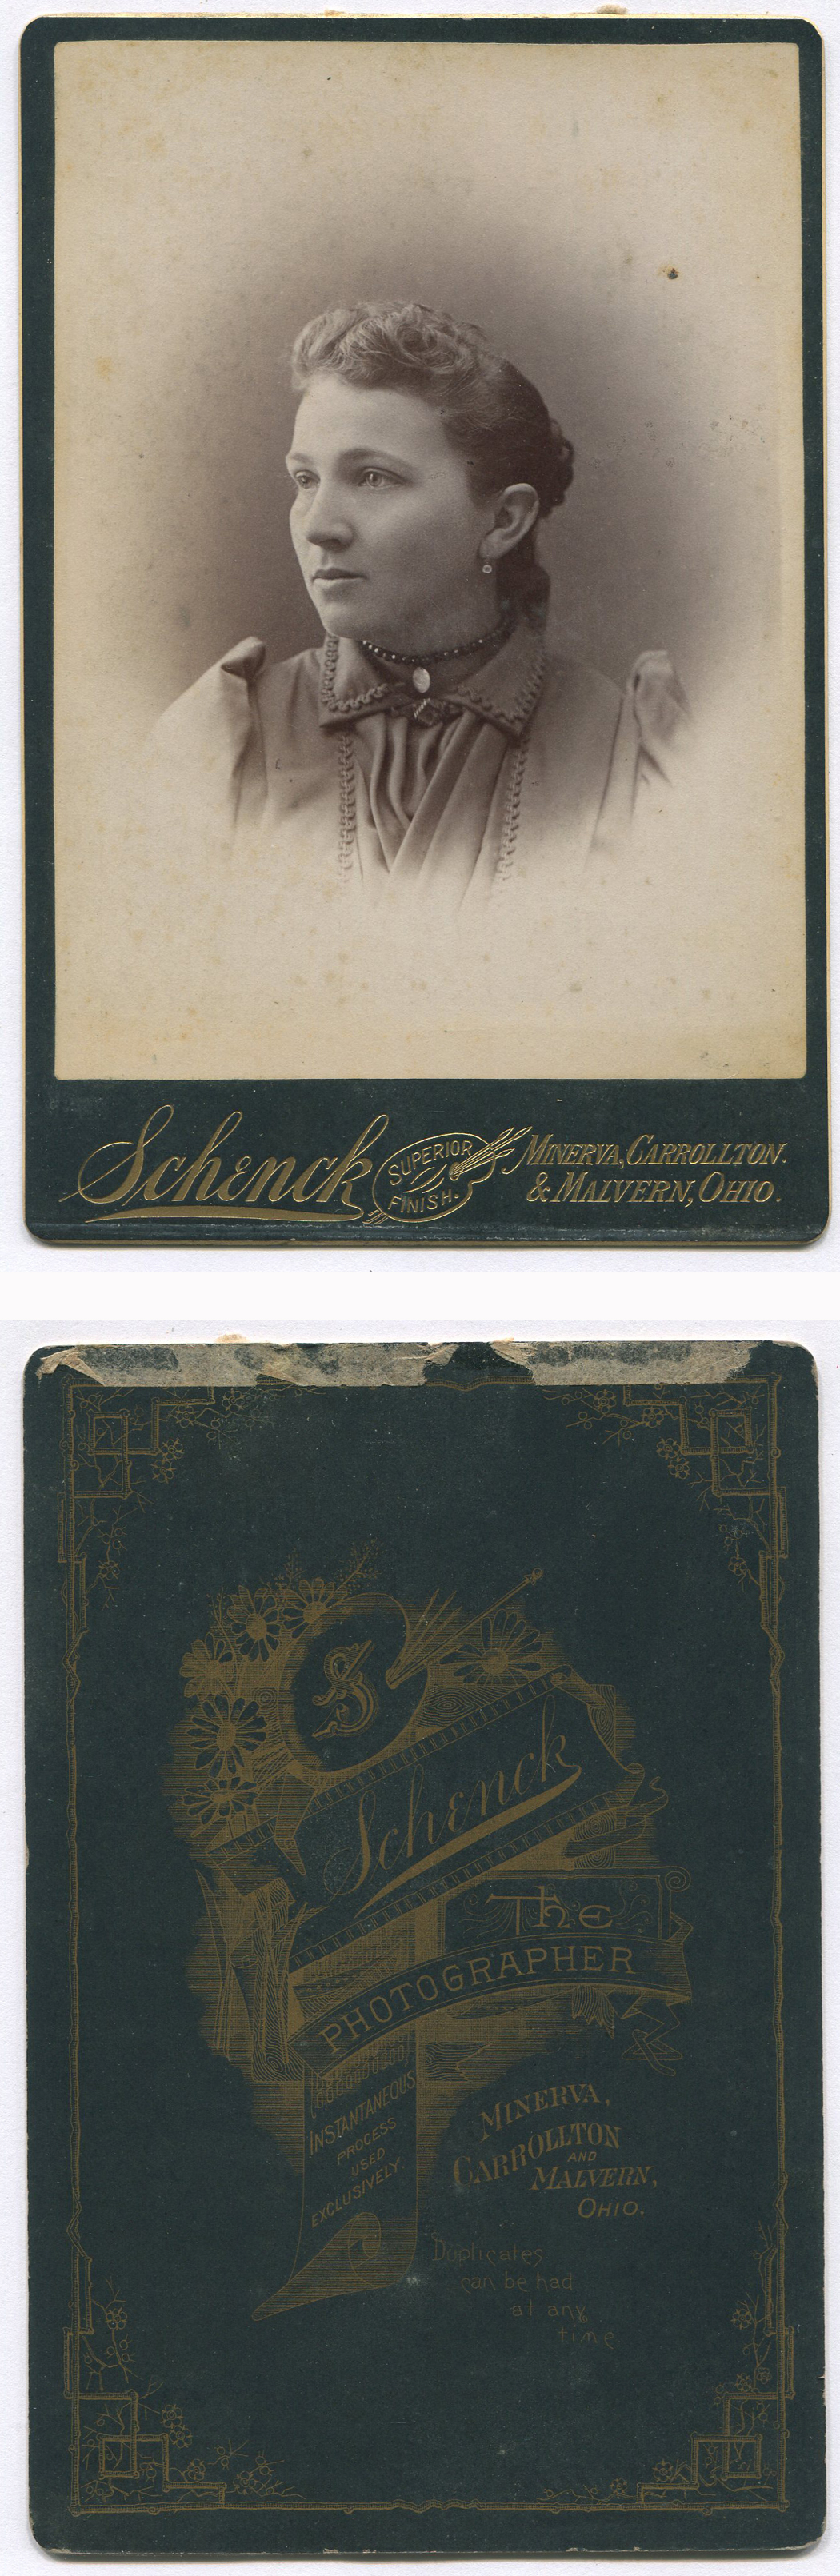 Schenck
SUPERIOR
FINISH.
MINERVA, CARROLLTON.
& MALVERN, OHIO.
S
Schenck
The
PHOTOGRAPHER
INSTANTANEOUS
PROCESS
USED
EXCLUSIVELY.
MINERVA,
CARROLLTON
AND
MALVERN,
OHIO.
Duplicates
can be had
at any
time